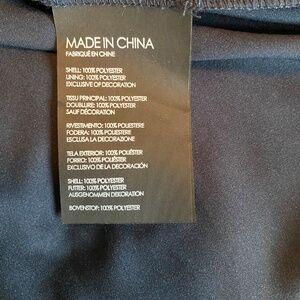 MADE IN CHINA
FABRIQUÉ EN CHINE
SHELL: 100% POLYESTER
LINING: 100% POLYESTER
EXCLUSIVE OF DECORATION
TISSU PRINCIPAL: 100% POLYESTER
DOUBLURE: 100% POLYESTER
SAUF DÉCORATION
RIVESTIMENTO: 100% POLIESTERE
FODERA: 100% POLIESTERE
ESCLUSA LA DECORAZIONE
TELA EXTERIOR: 100% POLIÉSTER
FORRO: 100% POLIÉSTER
EXCLUSIVO DE LA DECORACIÓN
SHELL: 100% POLYESTER
FUTTER: 100% POLYESTER
AUSGENOMMEN DEKORATION
BOVENSTOF: 100% POLYESTER